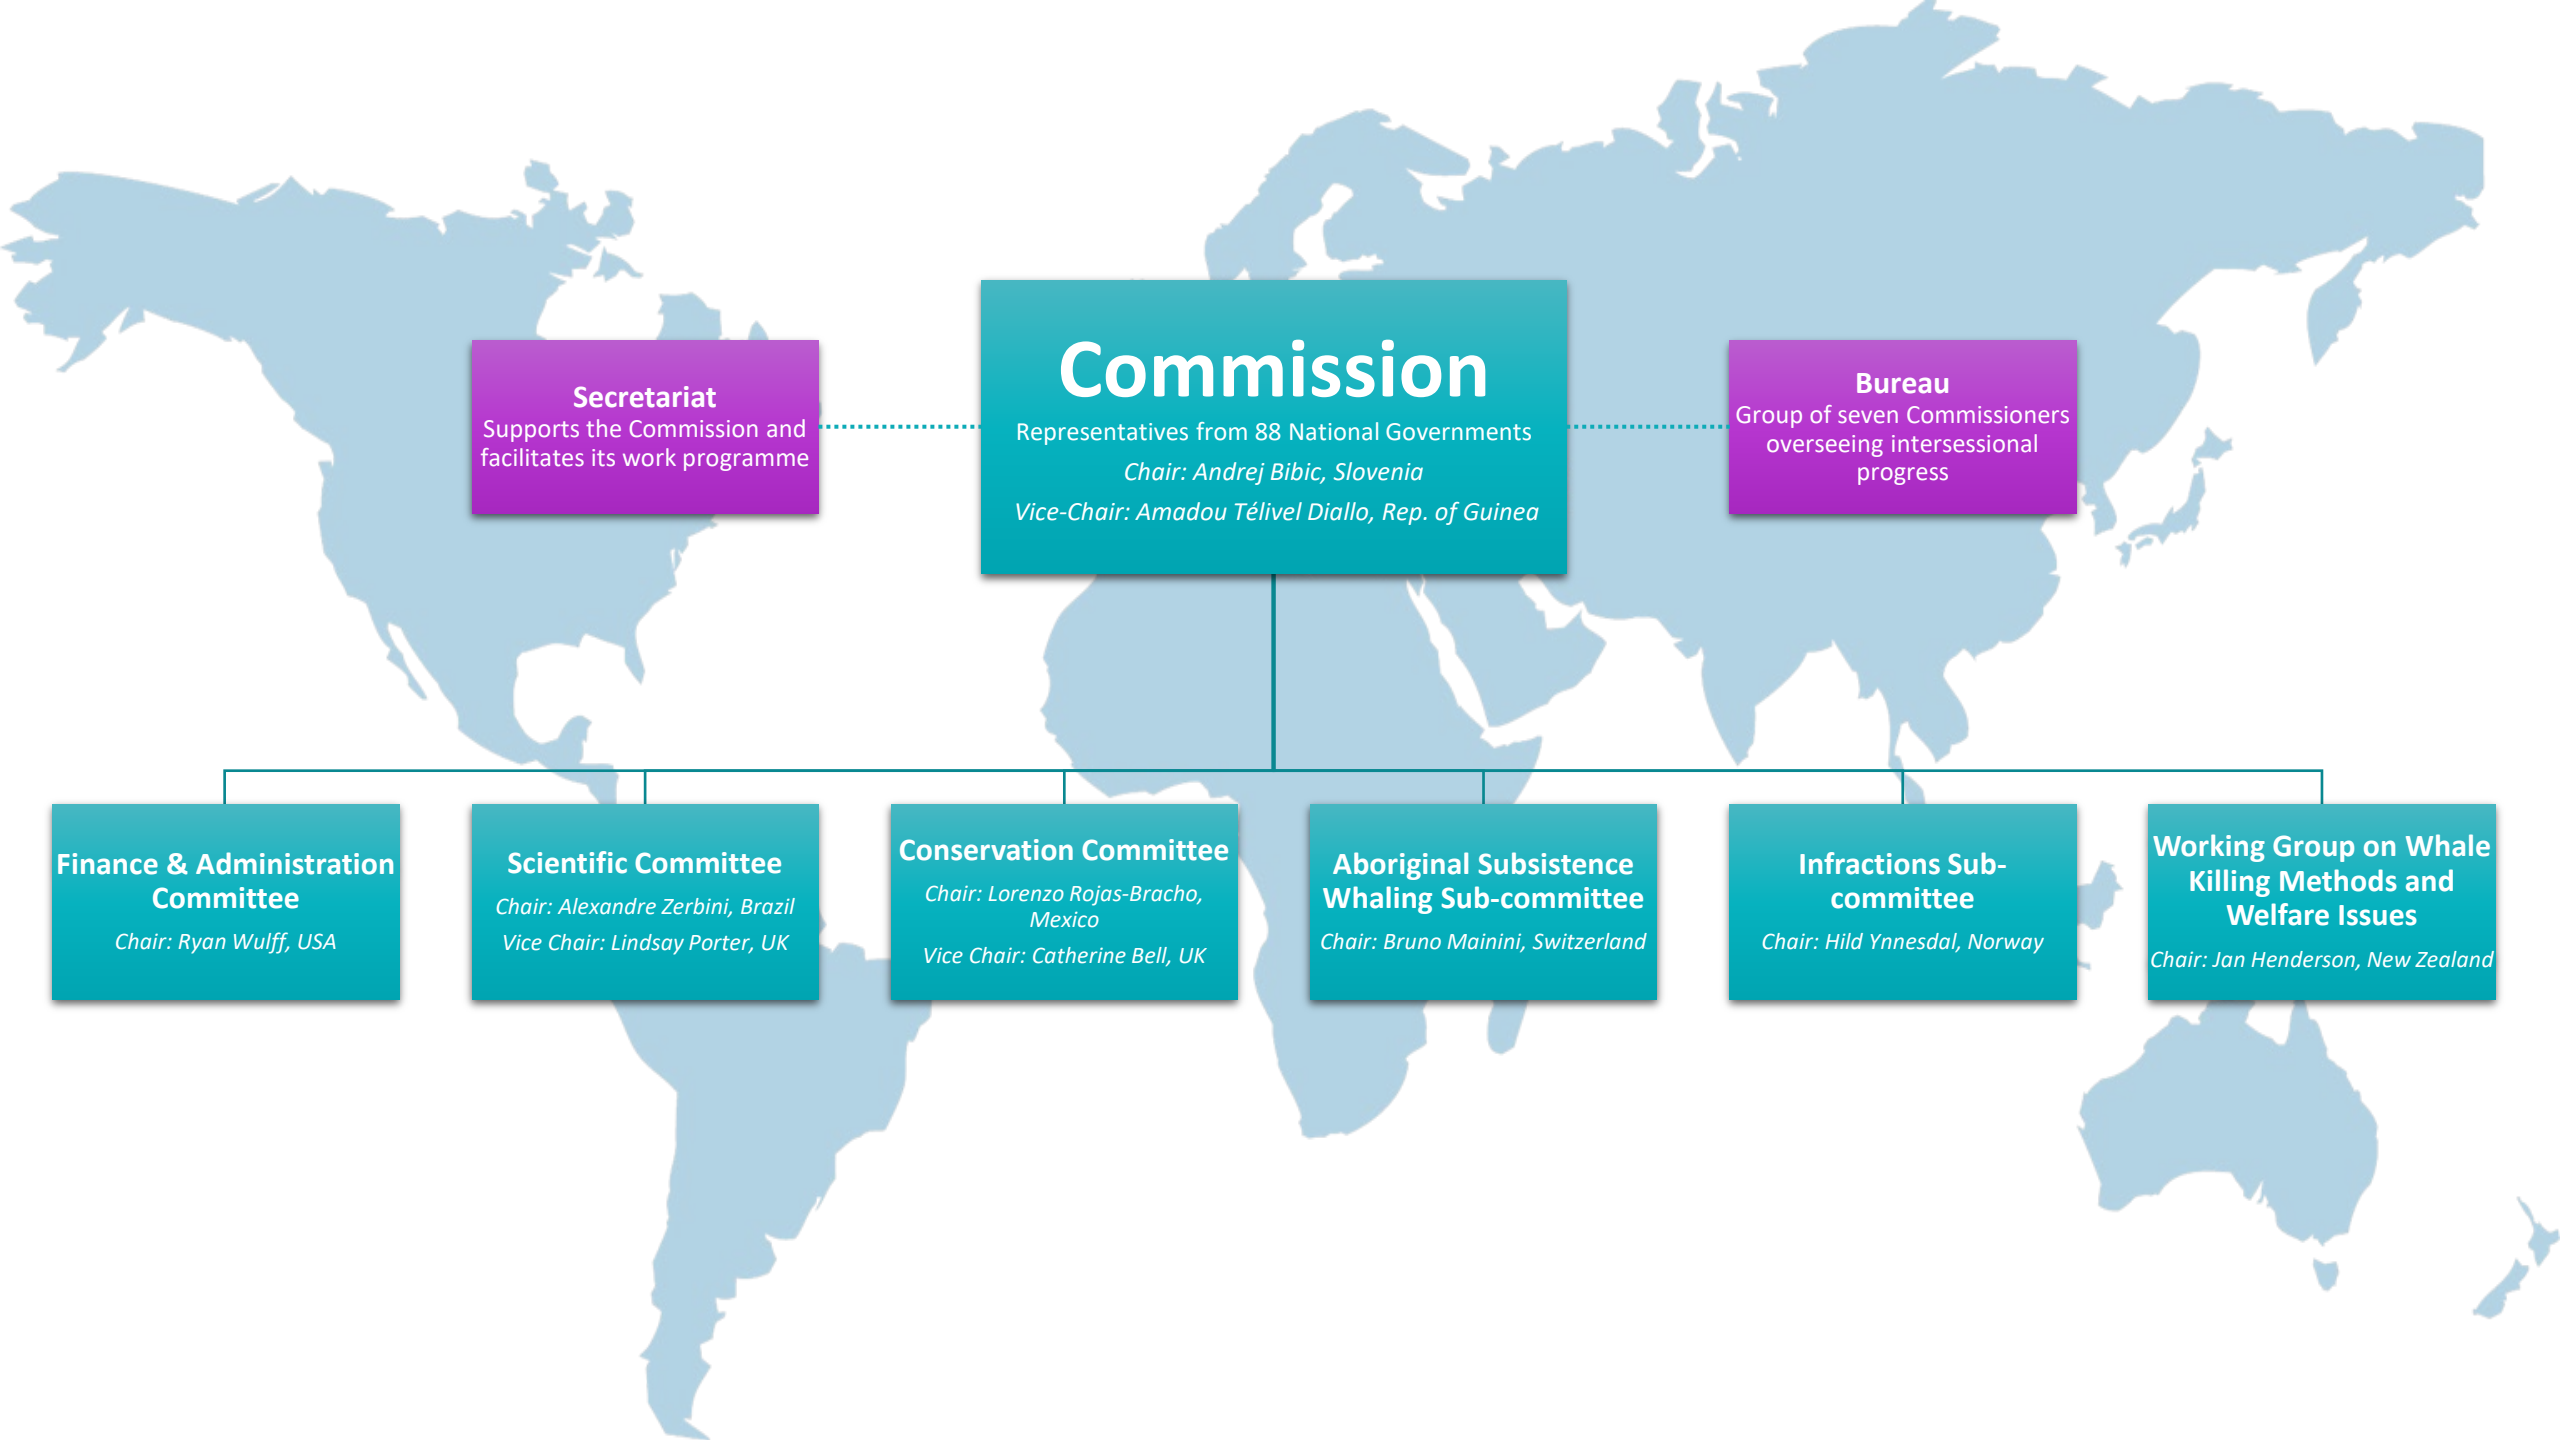 Commission
Representatives from 88 National Governments
Chair: Andrej Bibic, Slovenia
Vice-Chair: Amadou Télivel Diallo, Rep. of Guinea
Secretariat
Supports the Commission and
facilitates its work programme
Bureau
Group of seven Commissioners
overseeing intersessional
progress
Finance & Administration
Committee
Chair: Ryan Wulff, USA
Scientific Committee
Chair: Alexandre Zerbini, Brazil
Vice Chair: Lindsay Porter, UK
Conservation Committee
Chair: Lorenzo Rojas-Bracho,
Mexico
Vice Chair: Catherine Bell, UK
Aboriginal Subsistence
Whaling Sub-committee
Chair: Bruno Mainini, Switzerland
Infractions Sub-
committee
Chair: Hild Ynnesdal, Norway
Working Group on Whale
Killing Methods and
Welfare Issues
Chair: Jan Henderson, New Zealand